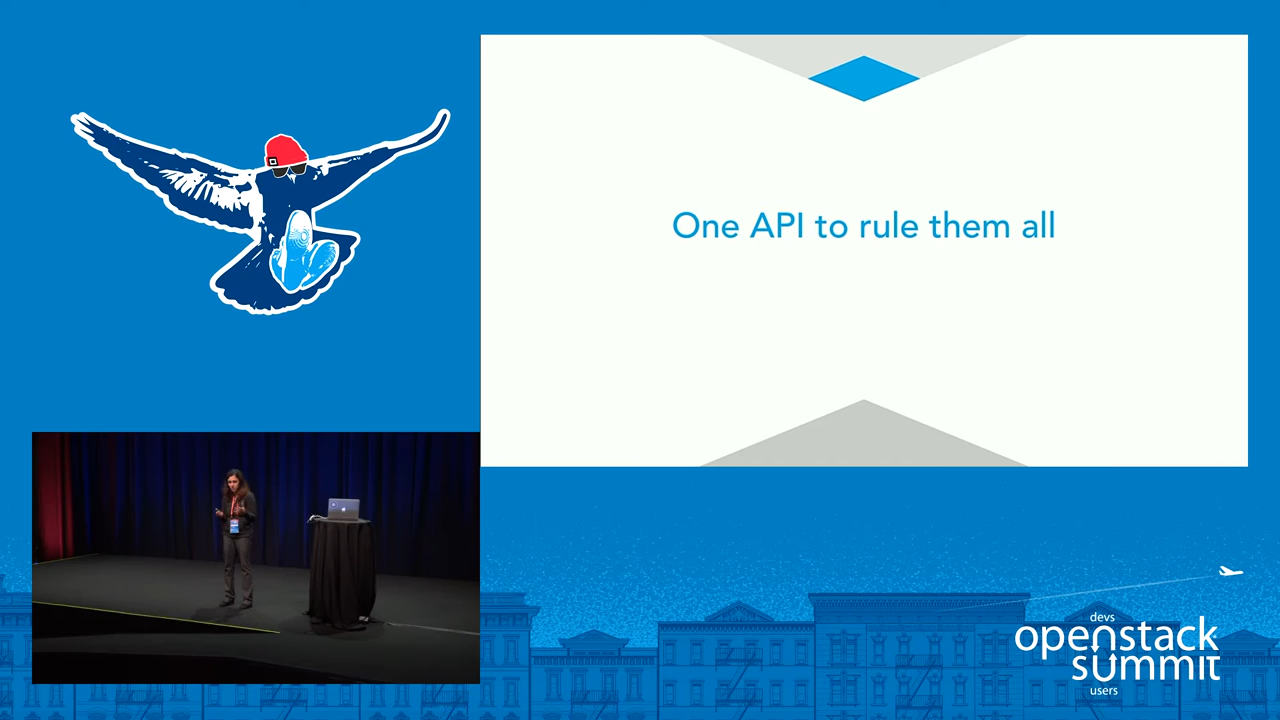 One API to rule them all
devs
openstack
summit
users